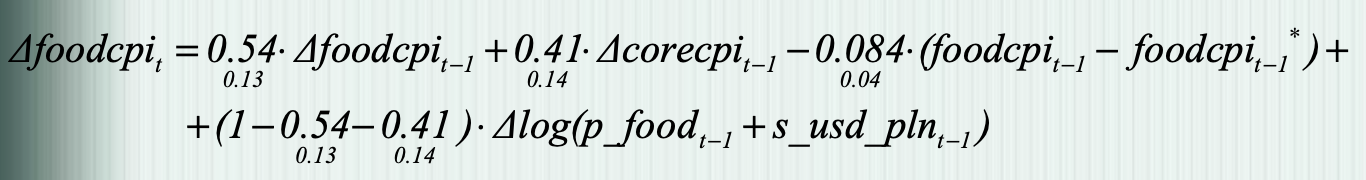 Δfoodcpi_t = 0.54· Δfoodcpi_{t−1} + 0.41· Δcorecpi_{t−1} − 0.084·(foodcpi_{t−1} − foodcpi_{t−1}^*) +
0.13 0.14 0.04
+(1−0.54−0.41)· Δlog(p_food_{t−1} + s_usd_pln_{t−1})
0.13 0.14